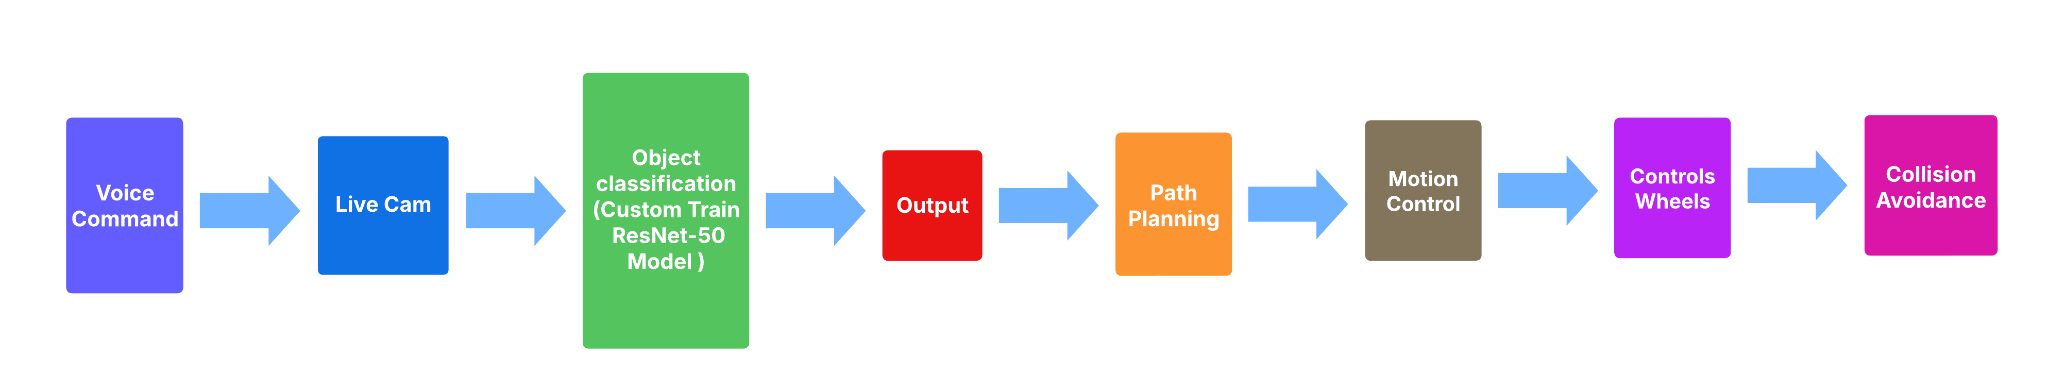 Voice
Command
Live Cam
Object
classification
(Custom Train
ResNet-50
Model )
Output
Path
Planning
Motion
Control
Controls
Wheels
Collision
Avoidance